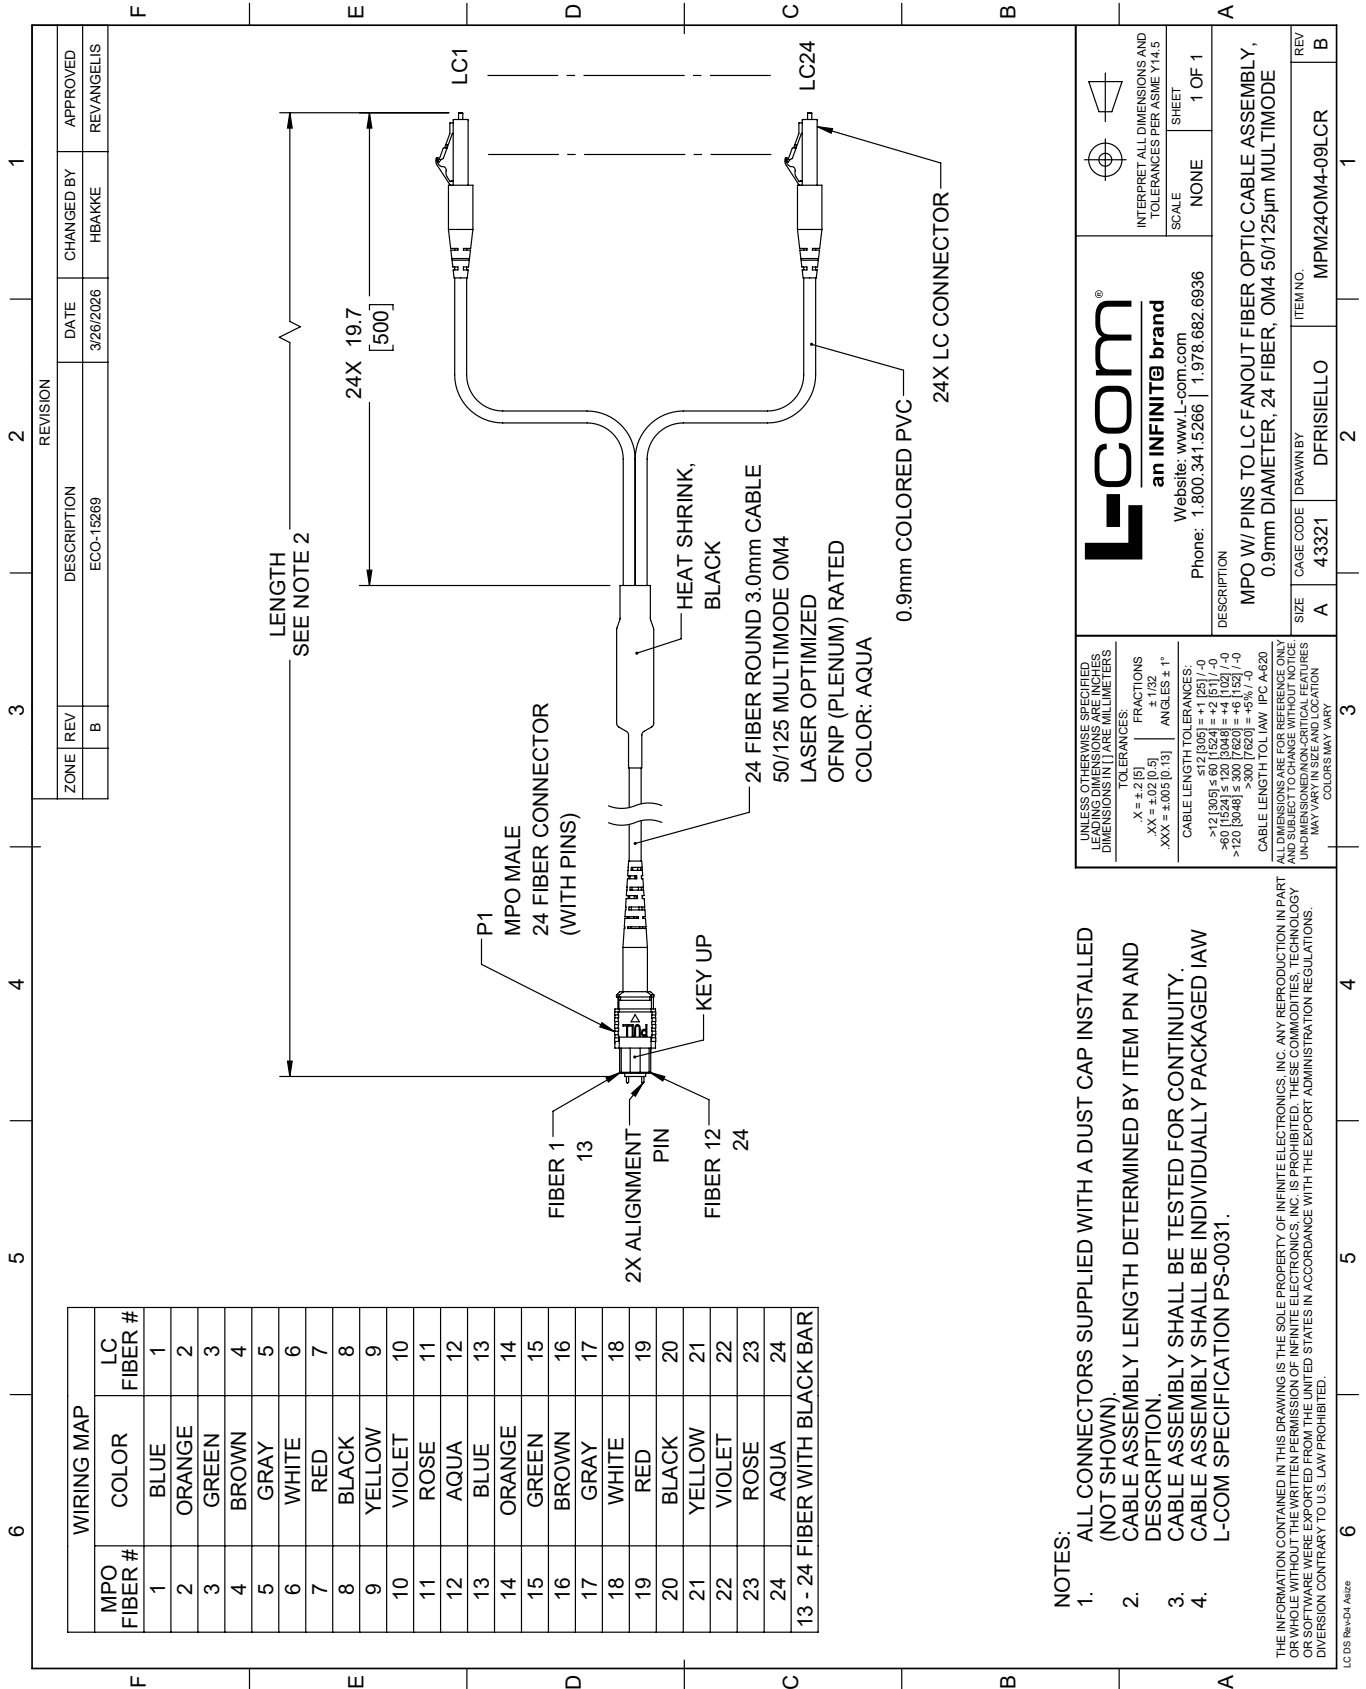 6 5 4 3 2 1
F
E
D
C
B
A
REVISION
ZONE REV DESCRIPTION DATE CHANGED BY APPROVED
B ECO-15269 3/26/2026 HBAKKE REVANGELIS
WIRING MAP
MPO FIBER # COLOR LC FIBER #
1 BLUE 1
2 ORANGE 2
3 GREEN 3
4 BROWN 4
5 GRAY 5
6 WHITE 6
7 RED 7
8 BLACK 8
9 YELLOW 9
10 VIOLET 10
11 ROSE 11
12 AQUA 12
13 BLUE 13
14 ORANGE 14
15 GREEN 15
16 BROWN 16
17 GRAY 17
18 WHITE 18
19 RED 19
20 BLACK 20
21 YELLOW 21
22 VIOLET 22
23 ROSE 23
24 AQUA 24
13 - 24 FIBER WITH BLACK BAR
LENGTH
SEE NOTE 2
24X 19.7
[500]
LC1
LC24
P1
MPO MALE
24 FIBER CONNECTOR
(WITH PINS)
FIBER 1
13
2X ALIGNMENT
PIN
FIBER 12
24
PULL
KEY UP
HEAT SHRINK,
BLACK
24 FIBER ROUND 3.0mm CABLE
50/125 MULTIMODE OM4
LASER OPTIMIZED
OFNP (PLENUM) RATED
COLOR: AQUA
0.9mm COLORED PVC
24X LC CONNECTOR
NOTES:
1. ALL CONNECTORS SUPPLIED WITH A DUST CAP INSTALLED
(NOT SHOWN).
2. CABLE ASSEMBLY LENGTH DETERMINED BY ITEM PN AND
DESCRIPTION.
3. CABLE ASSEMBLY SHALL BE TESTED FOR CONTINUITY.
4. CABLE ASSEMBLY SHALL BE INDIVIDUALLY PACKAGED IAW
L-COM SPECIFICATION PS-0031.
THE INFORMATION CONTAINED IN THIS DRAWING IS THE SOLE PROPERTY OF INFINITE ELECTRONICS, INC. ANY REPRODUCTION IN PART
OR WHOLE WITHOUT THE WRITTEN PERMISSION OF INFINITE ELECTRONICS, INC. IS PROHIBITED. THESE COMMODITIES, TECHNOLOGY
OR SOFTWARE WERE EXPORTED FROM THE UNITED STATES IN ACCORDANCE WITH THE EXPORT ADMINISTRATION REGULATIONS.
DIVERSION CONTRARY TO U.S. LAW PROHIBITED.
LC DS Rev-D4 Asize
UNLESS OTHERWISE SPECIFIED
LEADING DIMENSIONS ARE INCHES
DIMENSIONS IN [ ] ARE MILLIMETERS
TOLERANCES:
.X = ±.2 [5] FRACTIONS
.XX = ±.02 [0.5] ± 1/32
.XXX = ±.005 [0.13] ANGLES ± 1°
CABLE LENGTH TOLERANCES:
≤12 [305] = +1 [25] / -0
>12 [305] ≤ 60 [1524] = +2 [51] / -0
>60 [1524] ≤ 120 [3048] = +4 [102] / -0
>120 [3048] ≤ 300 [7620] = +6 [152] / -0
>300 [7620] = +5% / -0
CABLE LENGTH TOL IAW IPC A-620
ALL DIMENSIONS ARE FOR REFERENCE ONLY
AND SUBJECT TO CHANGE WITHOUT NOTICE.
UN-DIMENSIONED/NON-CRITICAL FEATURES
MAY VARY IN SIZE AND LOCATION
COLORS MAY VARY
L-com®
an INFINIT@ brand
Website: www.L-com.com
Phone: 1.800.341.5266 | 1.978.682.6936
INTERPRET ALL DIMENSIONS AND
TOLERANCES PER ASME Y14.5
SCALE NONE SHEET 1 OF 1
DESCRIPTION
MPO W/ PINS TO LC FANOUT FIBER OPTIC CABLE ASSEMBLY,
0.9mm DIAMETER, 24 FIBER, OM4 50/125µm MULTIMODE
SIZE A CAGE CODE 43321 DRAWN BY DFRISIELLO ITEM NO. MPM24OM4-09LCR REV B
6 5 4 3 2 1
F
E
D
C
B
A